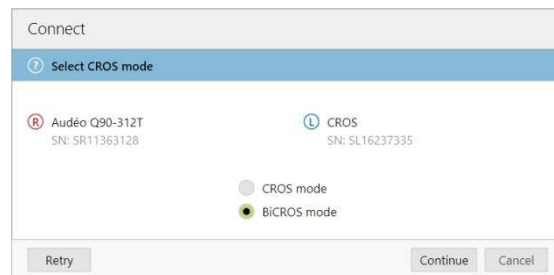 Connect
? Select CROS mode
R Audéo Q90-312T
SN: SR11363128
L CROS
SN: SL16237335
CROS mode
BiCROS mode
Retry Continue Cancel